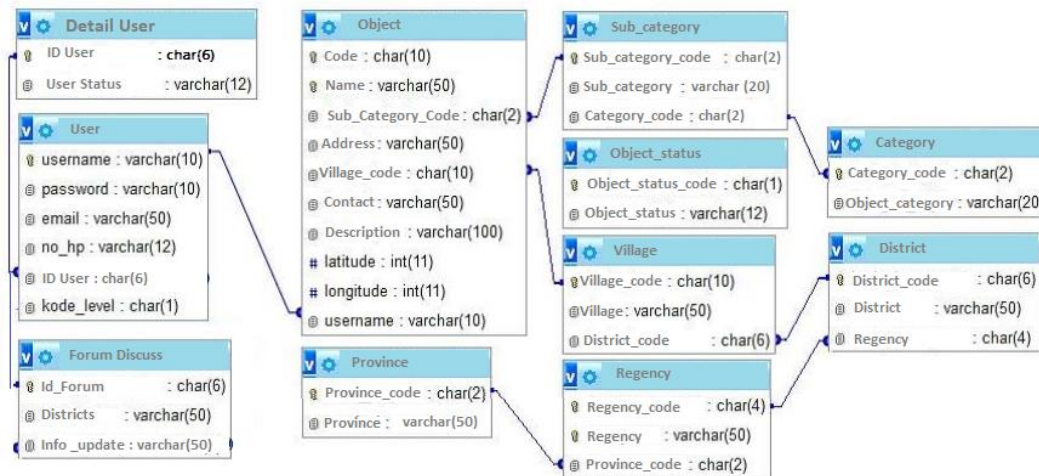 Detail User
ID User : char(6)
User Status : varchar(12)
User
username : varchar(10)
password : varchar(10)
email : varchar(50)
no_hp : varchar(12)
ID User : char(6)
kode_level : char(1)
Forum Discuss
Id_Forum : char(6)
Districts : varchar(50)
Info _update : varchar(50)
Object
Code : char(10)
Name : varchar(50)
Sub_Category_Code : char(2)
Address : varchar(50)
Village_code : char(10)
Contact : varchar(50)
Description : varchar(100)
# latitude : int(11)
# longitude : int(11)
username : varchar(10)
Province
Province_code : char(2)
Province : varchar(50)
Sub_category
Sub_category_code : char(2)
Sub_category : varchar (20)
Category_code : char(2)
Object_status
Object_status_code : char(1)
Object_status : varchar(12)
Village
Village_code : char(10)
Village: varchar(50)
District_code : char(6)
Regency
Regency_code : char(4)
Regency : varchar(50)
Province_code : char(2)
Category
Category_code : char(2)
Object_category : varchar(20
District
District_code : char(6)
District : varchar(50)
Regency : char(4)